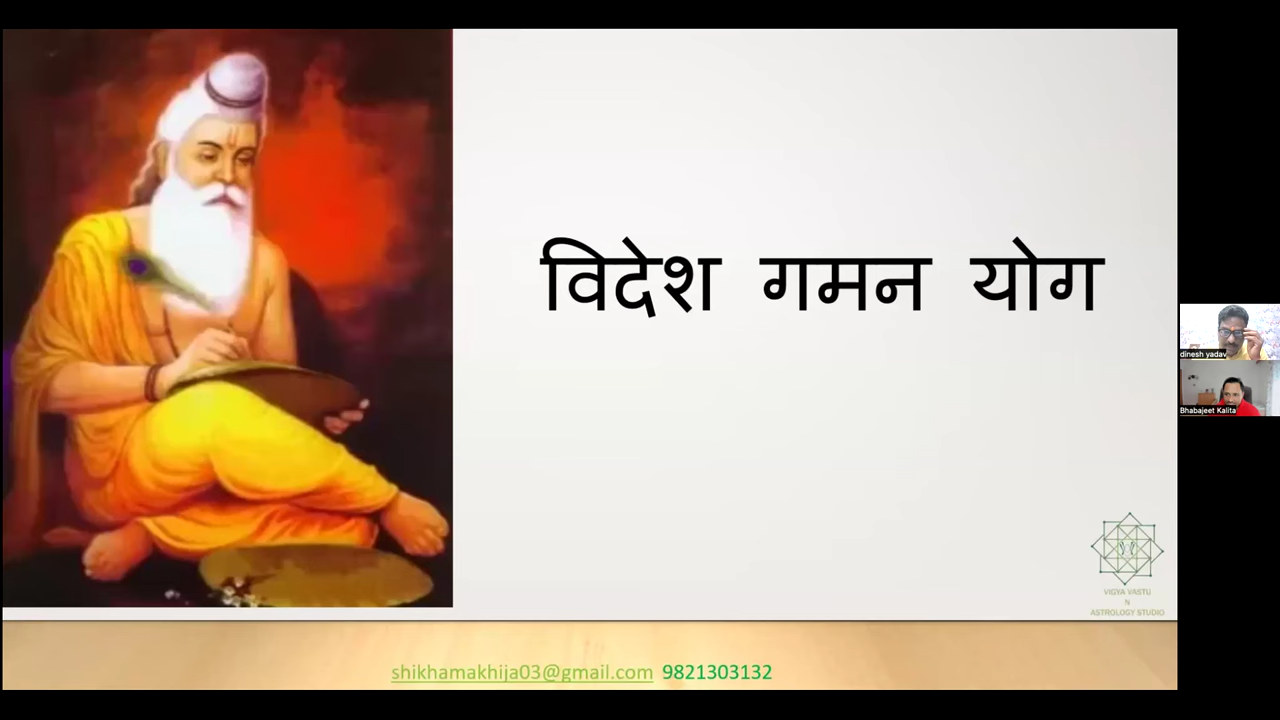 विदेश गमन योग
dinesh yadav
Bhabajeet Kalita
VIGYA VASTU
N
ASTROLOGY STUDIO
shikhamakhija03@gmail.com 9821303132